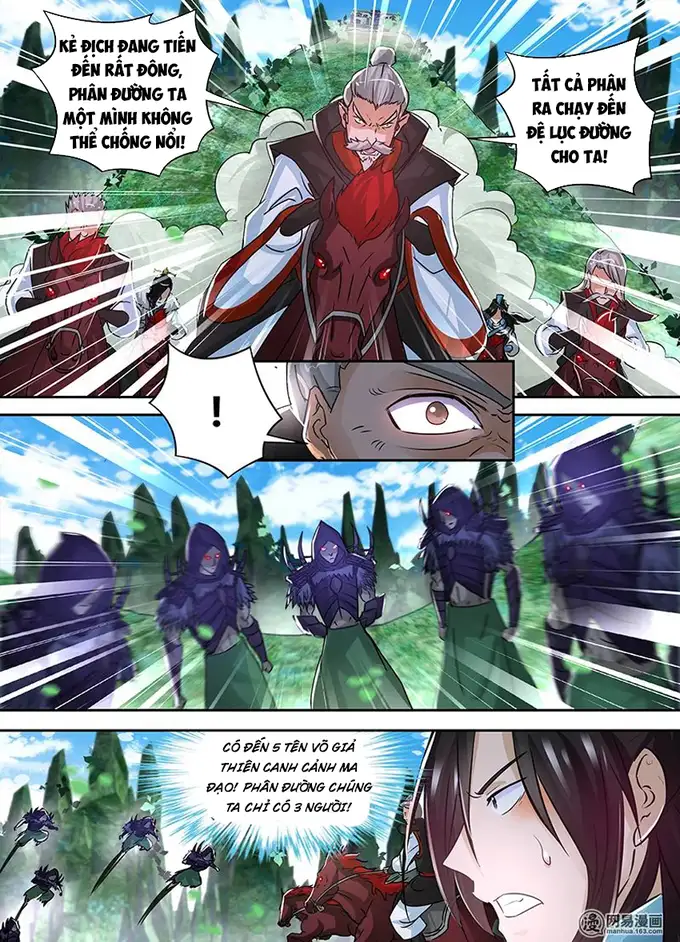 KẺ ĐỊCH ĐANG TIẾN
ĐẾN RẤT ĐÔNG,
PHÂN ĐƯỜNG TA
MỘT MÌNH KHÔNG
THỂ CHỐNG NỔI!
TẤT CẢ PHẬN
RA CHẠY ĐẾN
ĐỆ LỤC ĐƯỜNG
CHO TA!
!
CÓ ĐẾN 5 TÊN VÕ GIẢ
THIÊN CANH CẢNH MA
ĐẠO! PHÂN ĐƯỜNG CHÚNG
TA CHỈ CÓ 3 NGƯỜI!
网易漫画
manhua.163.com